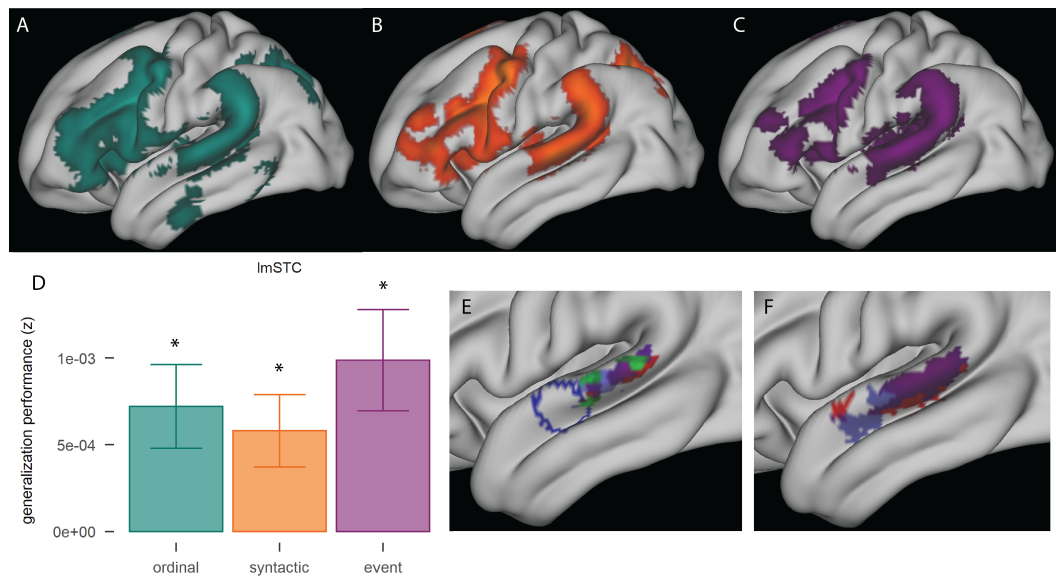 A
B
C
D
lmSTC
generalization performance (z)
*
*
*
1e-03
5e-04
0e+00
ordinal
syntactic
event
E
F